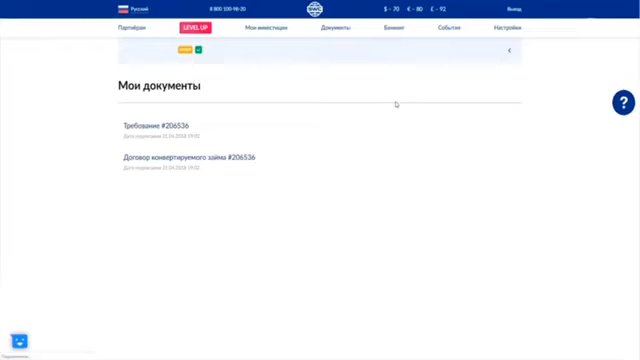 Русский
8 800 100-98-20
$ – 70 € – 80 £ – 92
Выход
Партнёрам
LEVEL UP
Мои инвестиции
Документы
Банкинг
События
Настройки
Мои документы
?
Требование #206536
Дата подписания 21.04.2018 19:02
Договор конвертируемого займа #206536
Дата подписания 21.04.2018 19:02